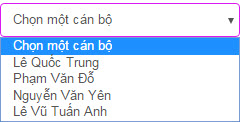 Chọn một cán bộ
Chọn một cán bộ
Lê Quốc Trung
Phạm Văn Đỗ
Nguyễn Văn Yên
Lê Vũ Tuấn Anh